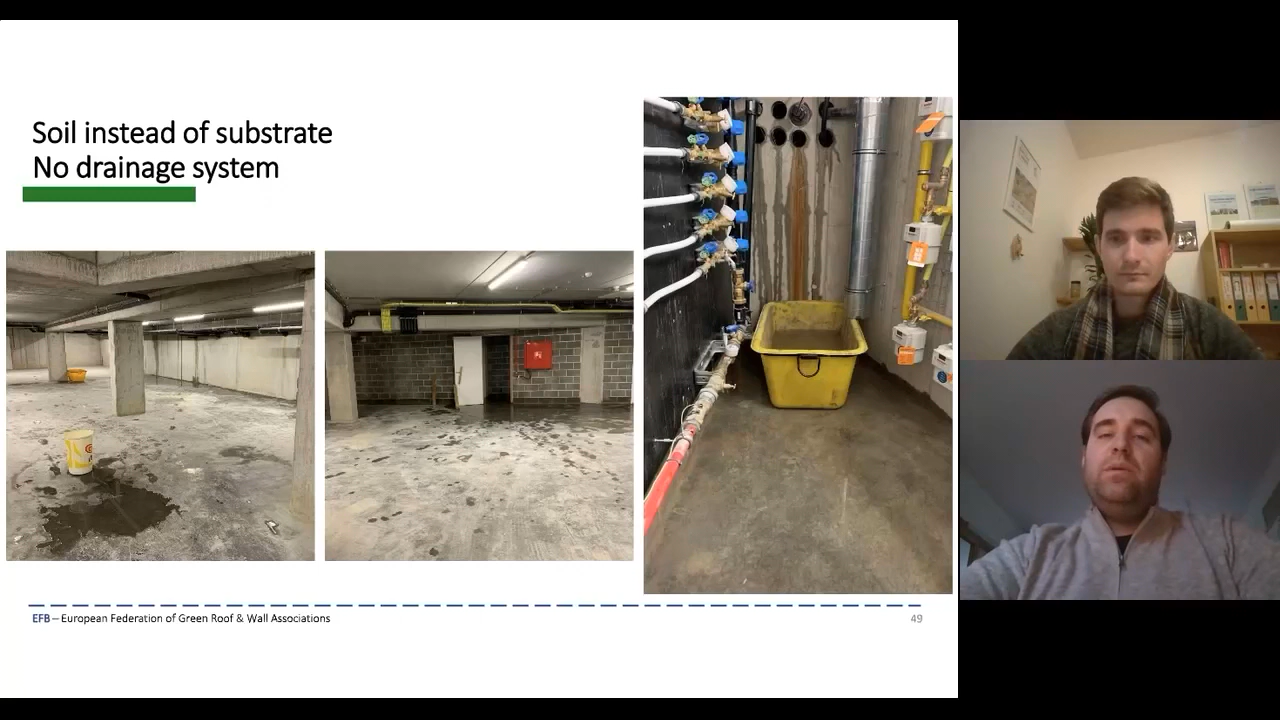 Soil instead of substrate
No drainage system
EFB – European Federation of Green Roof & Wall Associations
49